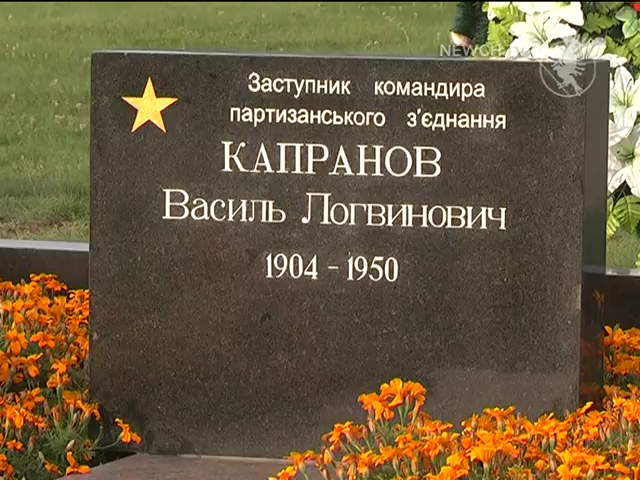 Заступник командира
партизанського з'єднання
КАПРАНОВ
Василь Логвинович
1904 - 1950